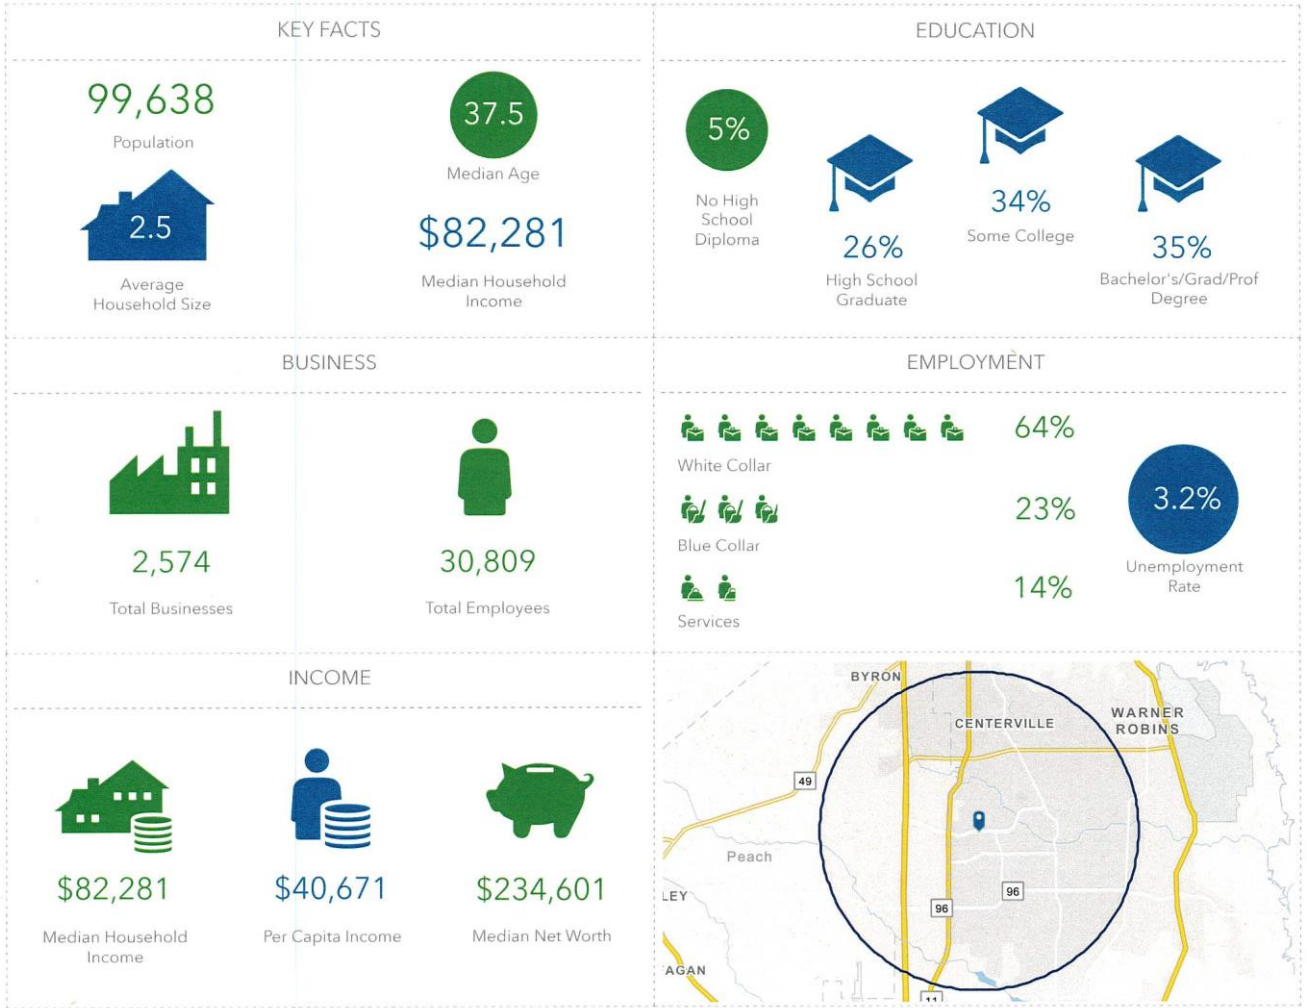 KEY FACTS
99,638
Population
37.5
Median Age
2.5
Average
Household Size
$82,281
Median Household
Income
EDUCATION
5%
No High
School
Diploma
26%
High School
Graduate
34%
Some College
35%
Bachelor's/Grad/Prof
Degree
BUSINESS
2,574
Total Businesses
30,809
Total Employees
EMPLOYMENT
64%
White Collar
23%
Blue Collar
14%
Services
3.2%
Unemployment
Rate
INCOME
$82,281
Median Household
Income
$40,671
Per Capita Income
$234,601
Median Net Worth
BYRON
CENTERVILLE
WARNER
ROBINS
49
Peach
LEY
96
96
AGAN
11